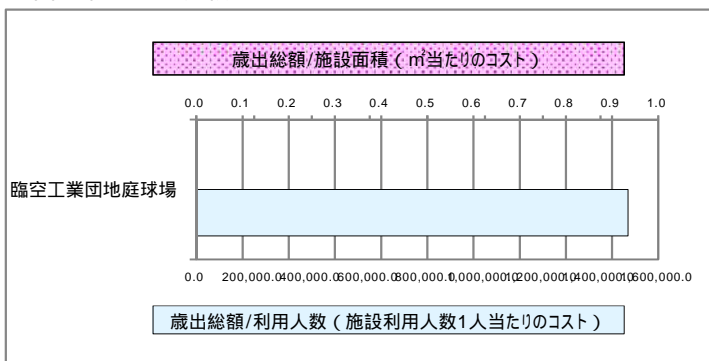 歳出総額/施設面積（㎡当たりのコスト）
0.0 0.1 0.2 0.3 0.4 0.5 0.6 0.7 0.8 0.9 1.0
臨空工業団地庭球場
0.0 200,000.0 400,000.0 600,000.0 800,000.0 1,000,000.0 1,200,000.0 1,400,000.0 1,600,000.0
歳出総額/利用人数（施設利用人数1人当たりのコスト）